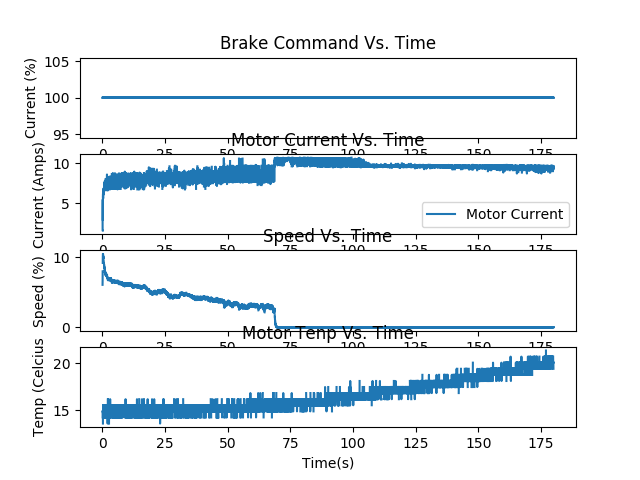 Brake Command Vs. Time
Current (%)
105
100
95
Motor Current Vs. Time
Current (Amps)
10
5
Motor Current
Speed Vs. Time
Speed (%)
10
0
Motor Tenp Vs. Time
Temp (Celcius
20
15
0 25 50 75 100 125 150 175
Time(s)